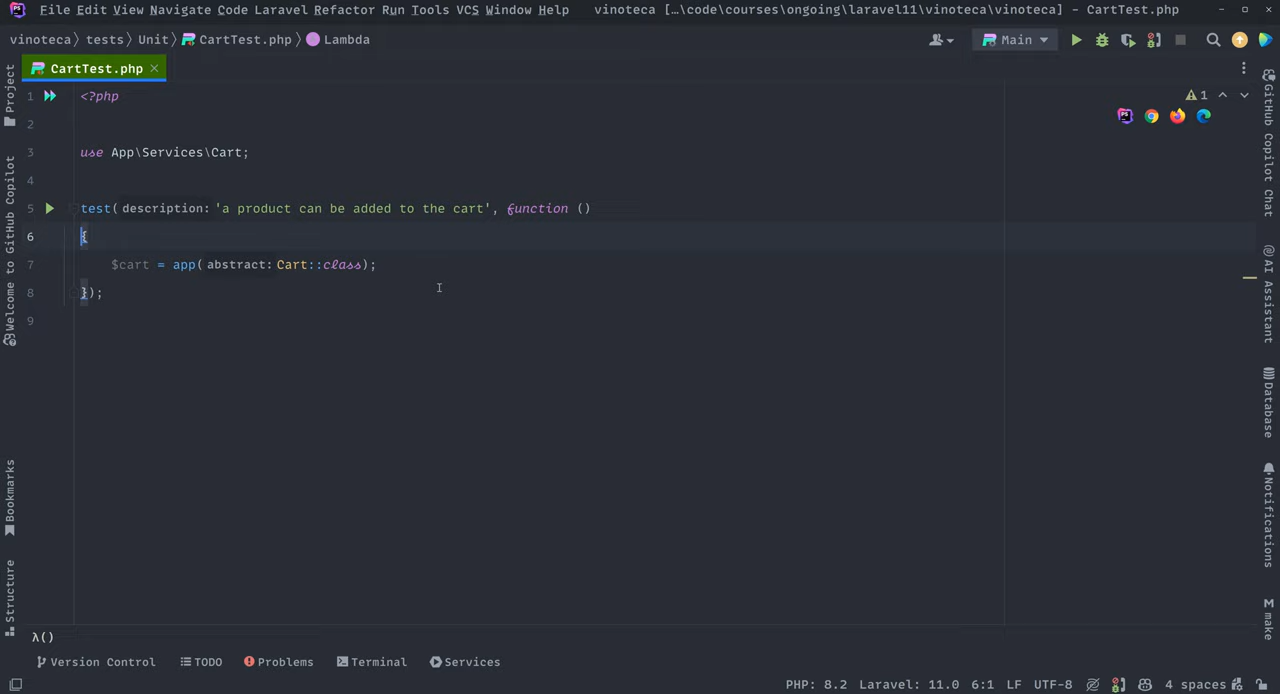 File Edit View Navigate Code Laravel Refactor Run Tools VCS Window Help vinoteca [...\code\courses\ongoing\laravel11\vinoteca\vinoteca] - CartTest.php
vinoteca tests Unit CartTest.php Lambda Main
CartTest.php
1 <?php
1
2
3 use App\Services\Cart;
4
5 test( description: 'a product can be added to the cart', function ()
6 {
7 $cart = app( abstract: Cart::class);
8 });
9
λ()
Version Control TODO Problems Terminal Services
PHP: 8.2 Laravel: 11.0 6:1 LF UTF-8 4 spaces
Project
Welcome to GitHub Copilot
Bookmarks
Structure
GitHub Copilot Chat
AI Assistant
Database
Notifications
M make